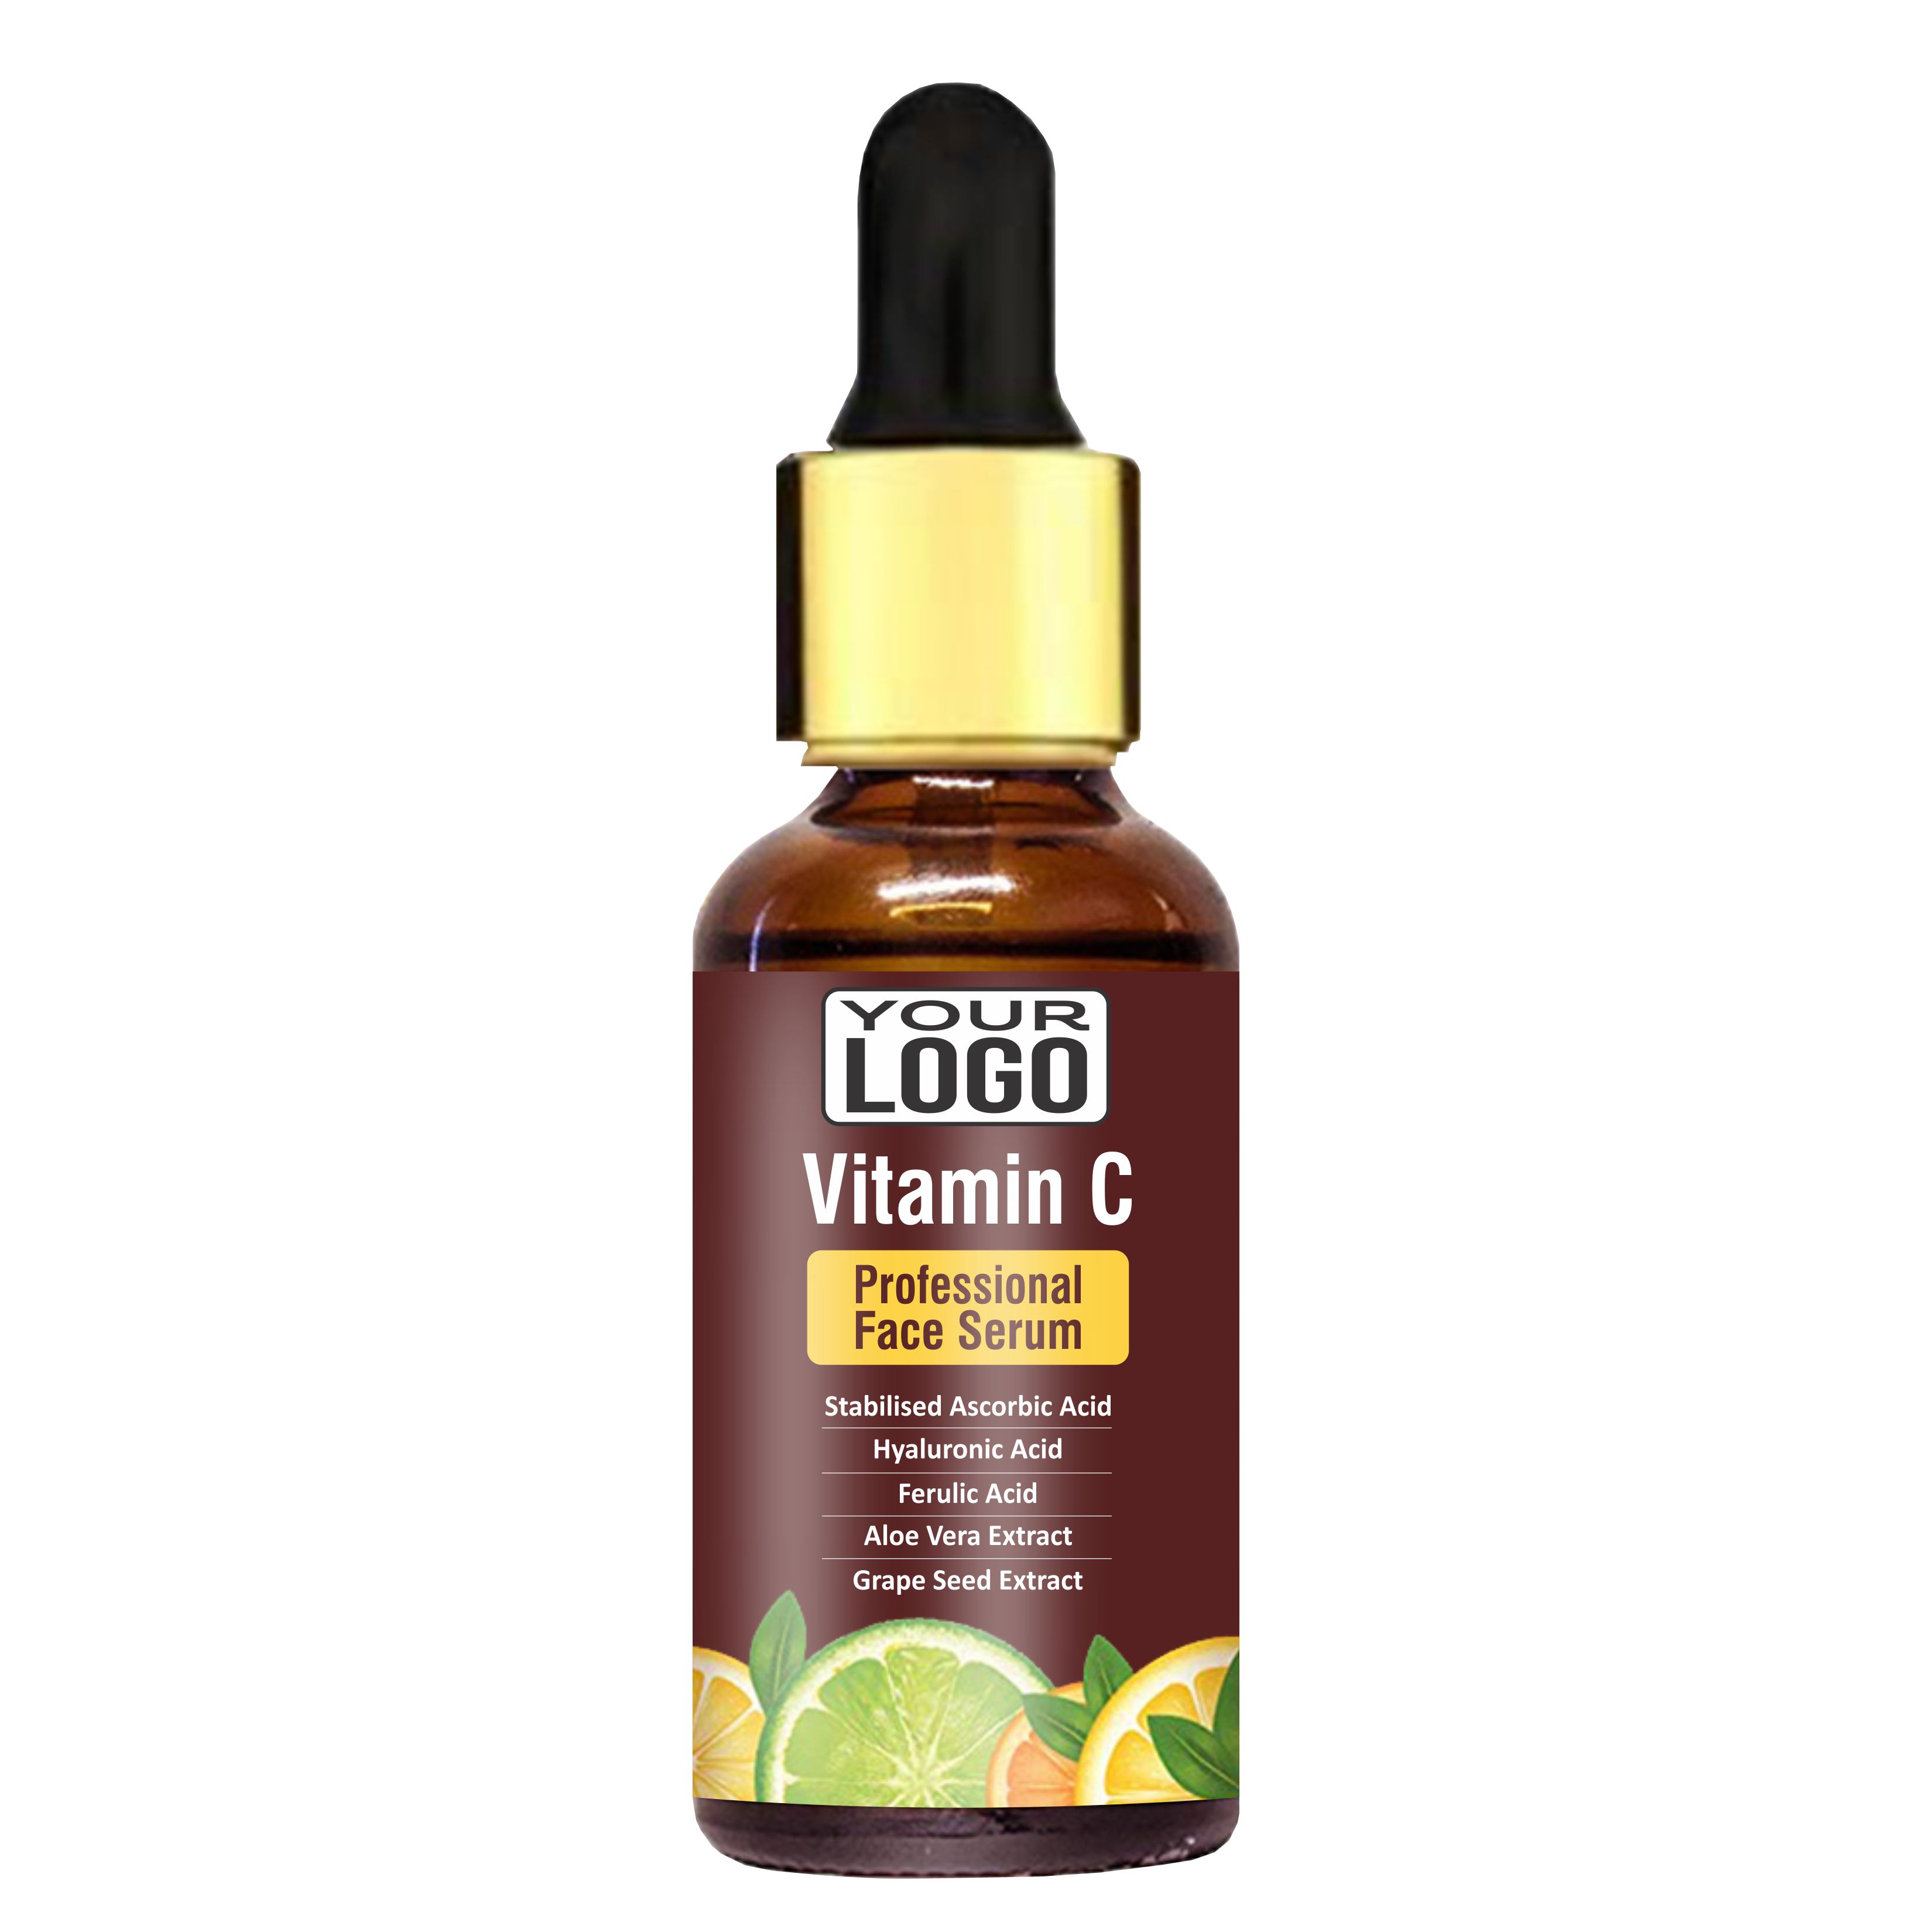 YOUR
LOGO
Vitamin C
Professional
Face Serum
Stabilised Ascorbic Acid
Hyaluronic Acid
Ferulic Acid
Aloe Vera Extract
Grape Seed Extract